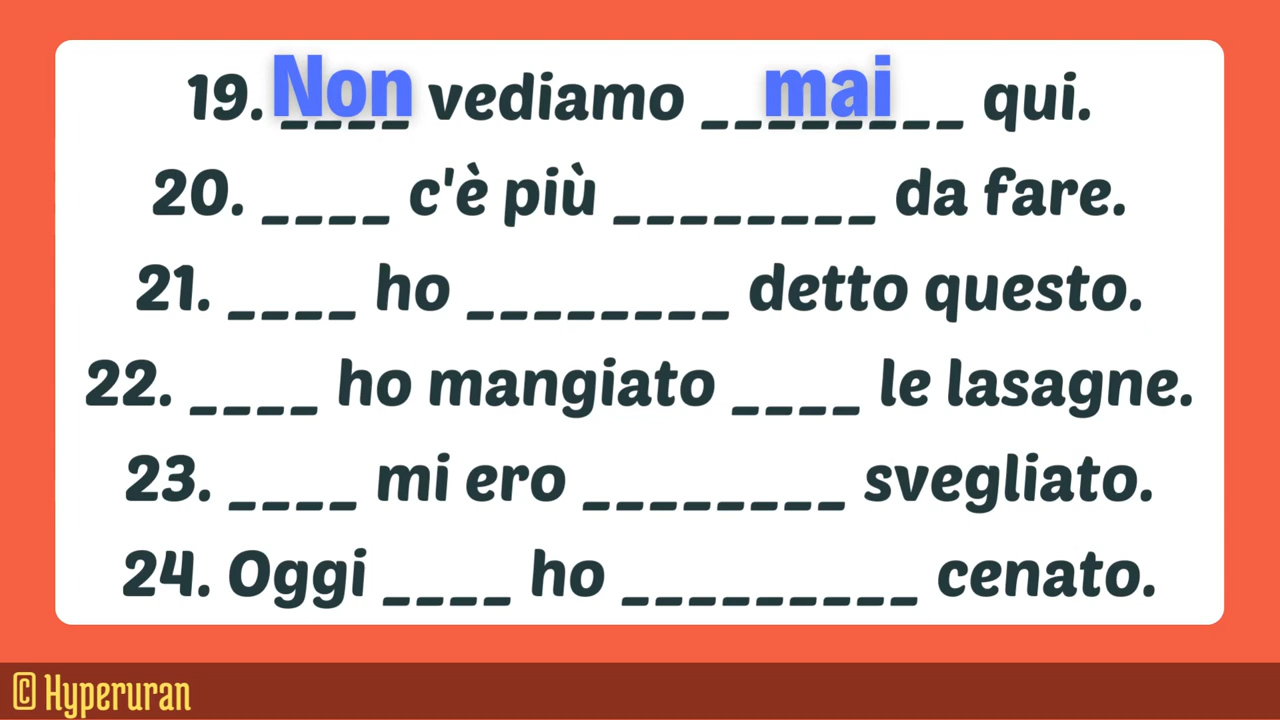 19. Non vediamo mai qui.
20. ____ c'è più ________ da fare.
21. ____ ho ________ detto questo.
22. ____ ho mangiato ____ le lasagne.
23. ____ mi ero ________ svegliato.
24. Oggi ____ ho _________ cenato.
© Hyperuran